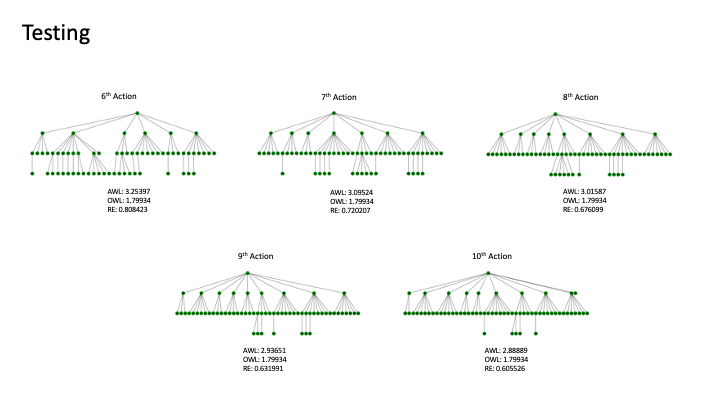 Testing
6th Action
7th Action
8th Action
AWL: 3.25397
OWL: 1.79934
RE: 0.808423
AWL: 3.09524
OWL: 1.79934
RE: 0.720207
AWL: 3.01587
OWL: 1.79934
RE: 0.676099
9th Action
10th Action
AWL: 2.93651
OWL: 1.79934
RE: 0.631991
AWL: 2.88889
OWL: 1.79934
RE: 0.605526